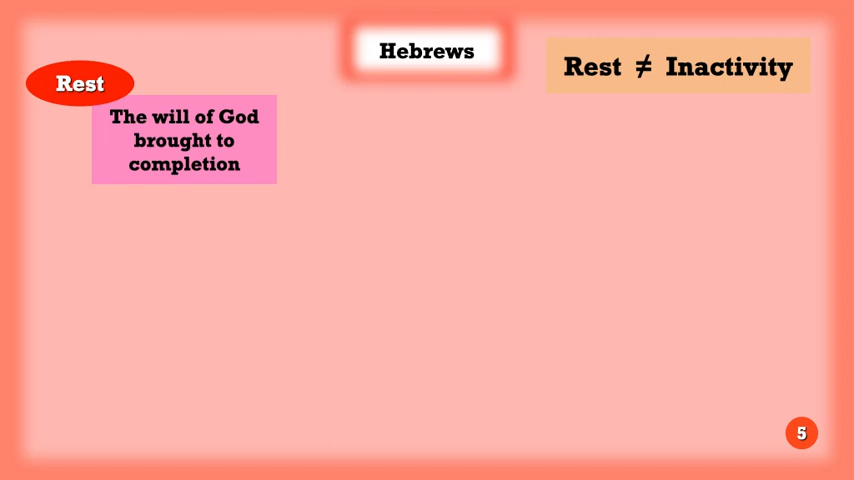 Hebrews
Rest ≠ Inactivity
Rest
The will of God
brought to
completion
5